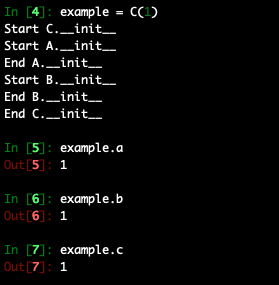 In [4]: example = C(1)
Start C.__init__
Start A.__init__
End A.__init__
Start B.__init__
End B.__init__
End C.__init__
In [5]: example.a
Out[5]: 1
In [6]: example.b
Out[6]: 1
In [7]: example.c
Out[7]: 1